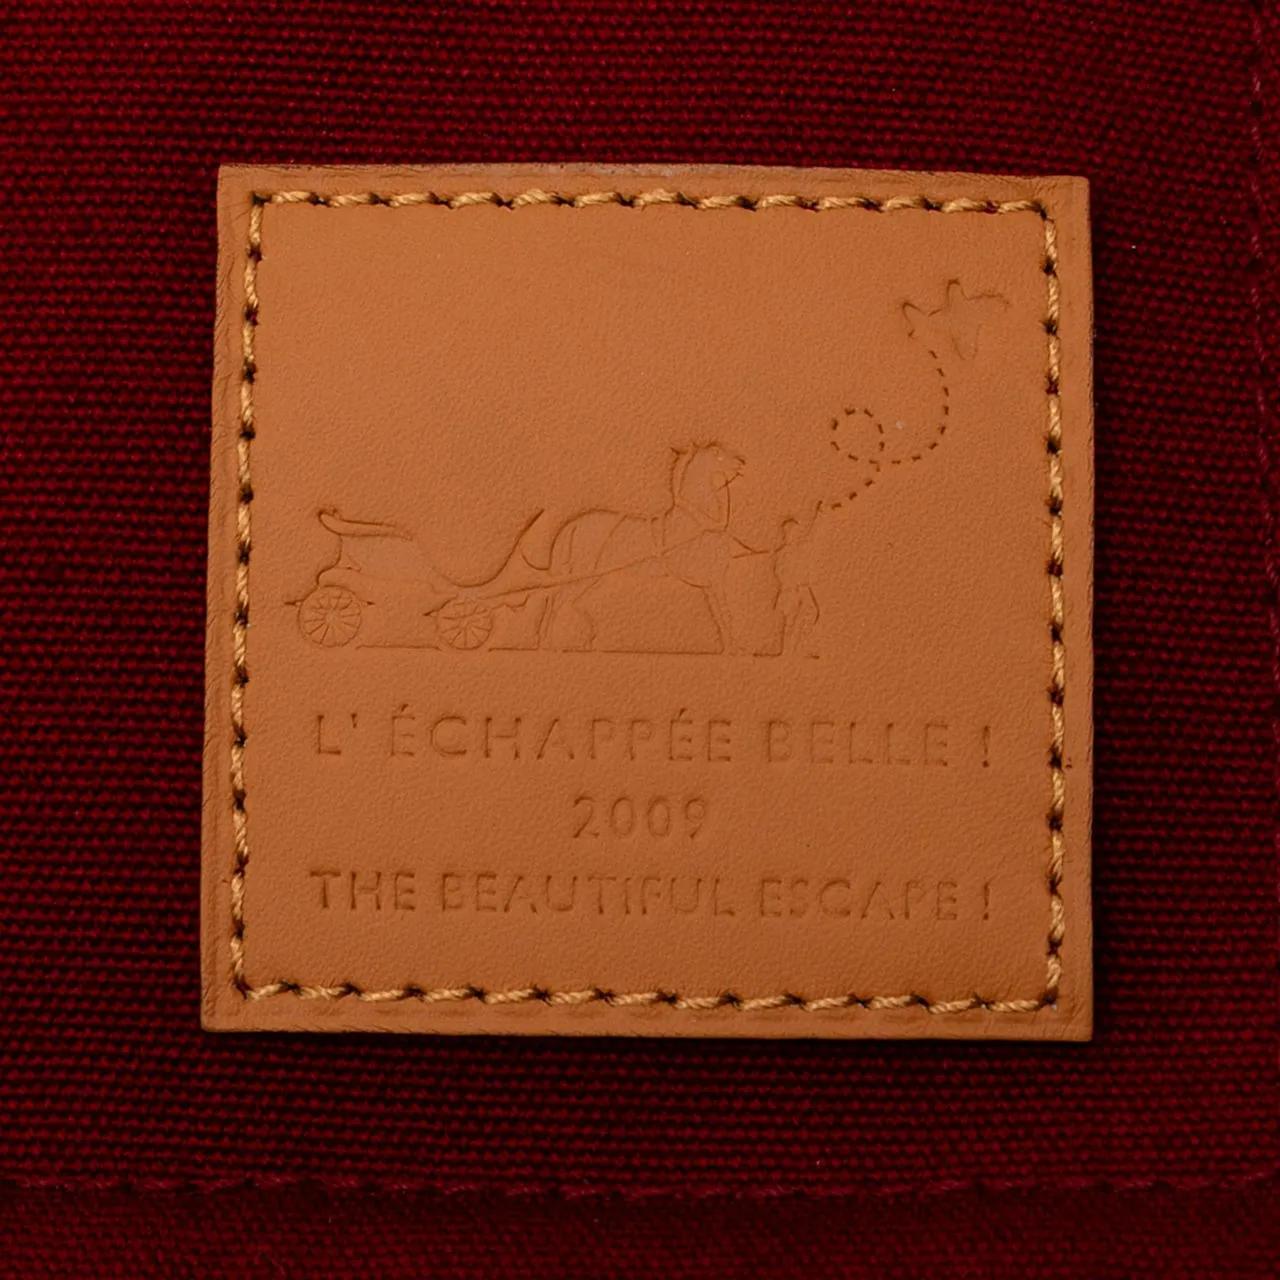 L' ÉCHAPPÉE BELLE !
2009
THE BEAUTIFUL ESCAPE !